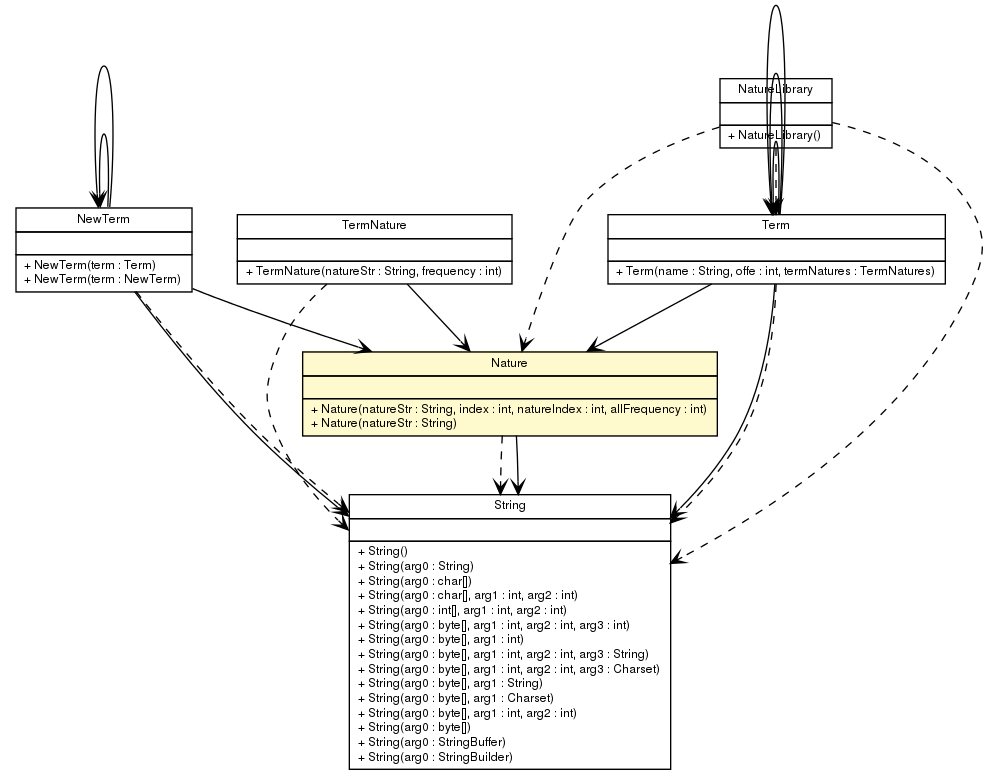 NatureLibrary
+ NatureLibrary()
NewTerm
+ NewTerm(term : Term)
+ NewTerm(term : NewTerm)
TermNature
+ TermNature(natureStr : String, frequency : int)
Term
+ Term(name : String, offe : int, termNatures : TermNatures)
Nature
+ Nature(natureStr : String, index : int, natureIndex : int, allFrequency : int)
+ Nature(natureStr : String)
String
+ String()
+ String(arg0 : String)
+ String(arg0 : char[])
+ String(arg0 : char[], arg1 : int, arg2 : int)
+ String(arg0 : int[], arg1 : int, arg2 : int)
+ String(arg0 : byte[], arg1 : int, arg2 : int, arg3 : int)
+ String(arg0 : byte[], arg1 : int)
+ String(arg0 : byte[], arg1 : int, arg2 : int, arg3 : String)
+ String(arg0 : byte[], arg1 : int, arg2 : int, arg3 : Charset)
+ String(arg0 : byte[], arg1 : String)
+ String(arg0 : byte[], arg1 : Charset)
+ String(arg0 : byte[], arg1 : int, arg2 : int)
+ String(arg0 : byte[])
+ String(arg0 : StringBuffer)
+ String(arg0 : StringBuilder)